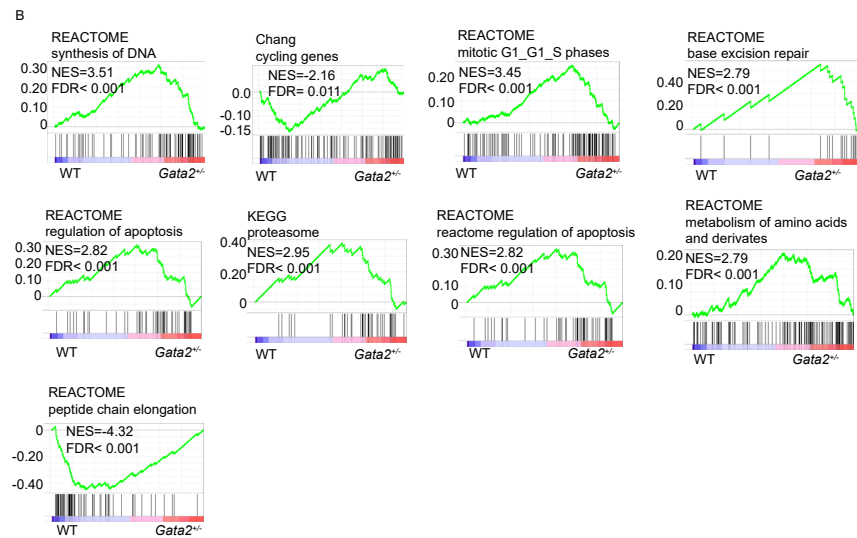 B
REACTOME
synthesis of DNA
0.30
0.20
0.10
0
NES=3.51
FDR< 0.001
WT
Gata2+/-
Chang
cycling genes
0.0
-0.10
-0.15
NES=-2.16
FDR= 0.011
WT
Gata2+/-
REACTOME
mitotic G1_G1_S phases
0.20
0.10
0
NES=3.45
FDR< 0.001
WT
Gata2+/-
REACTOME
base excision repair
0.40
0.20
0
NES=2.79
FDR< 0.001
WT
Gata2+/-
REACTOME
regulation of apoptosis
0.30
0.20
0.10
0
NES=2.82
FDR< 0.001
WT
Gata2+/-
KEGG
proteasome
0.40
0.20
0
NES=2.95
FDR< 0.001
WT
Gata2+/-
REACTOME
reactome regulation of apoptosis
0.30
0.20
0.10
0
NES=2.82
FDR< 0.001
WT
Gata2+/-
REACTOME
metabolism of amino acids
and derivates
0.20
0.10
0
NES=2.79
FDR< 0.001
WT
Gata2+/-
REACTOME
peptide chain elongation
0
-0.20
-0.40
NES=-4.32
FDR< 0.001
WT
Gata2+/-